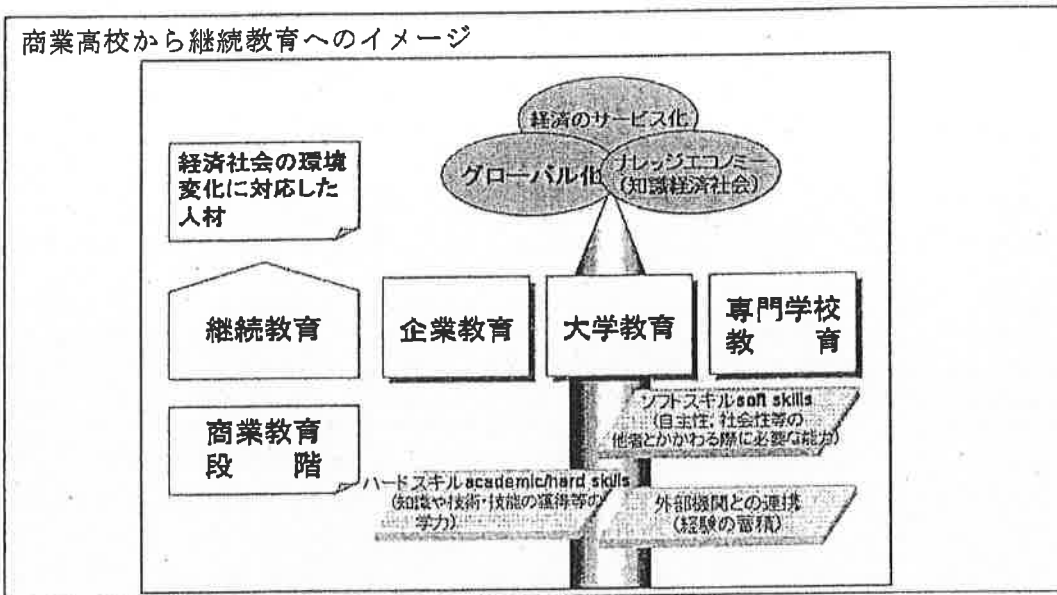 商業高校から継続教育へのイメージ
経済のサービス化
グローバル化
ナレッジエコノミー
(知識経済社会)
経済社会の環境
変化に対応した
人材
継続教育
企業教育
大学教育
専門学校
教　　育
商業教育
段　　階
ソフトスキルsoft skills
(自主性,社会性等の
他者とかかわる際に必要な能力)
ハードスキルacademic/hard skills
(知識や技術・技能の獲得等の
学力)
外部機関との連携
(経験の蓄積)